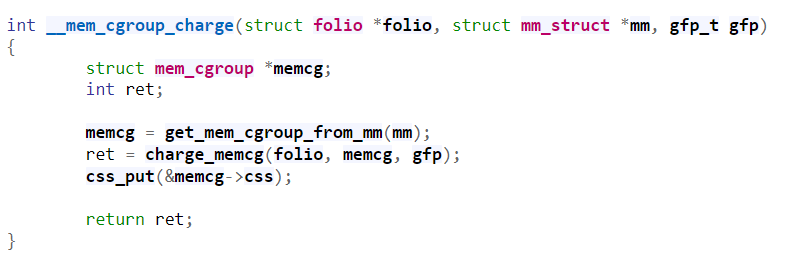 int __mem_cgroup_charge(struct folio *folio, struct mm_struct *mm, gfp_t gfp)
{
        struct mem_cgroup *memcg;
        int ret;

        memcg = get_mem_cgroup_from_mm(mm);
        ret = charge_memcg(folio, memcg, gfp);
        css_put(&memcg->css);

        return ret;
}